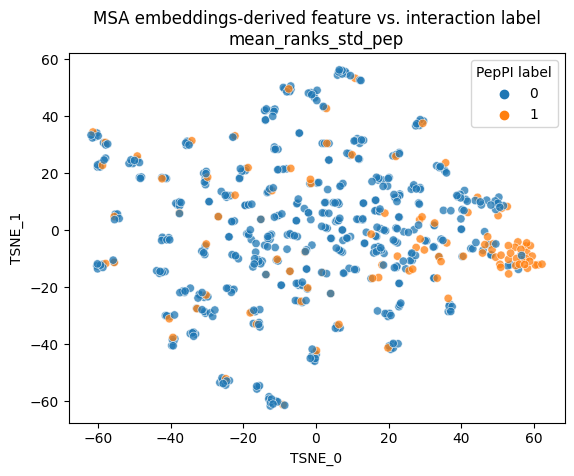 MSA embeddings-derived feature vs. interaction label
mean_ranks_std_pep
PepPI label
0
1
60
40
20
0
−20
−40
−60
TSNE_1
−60 −40 −20 0 20 40 60
TSNE_0